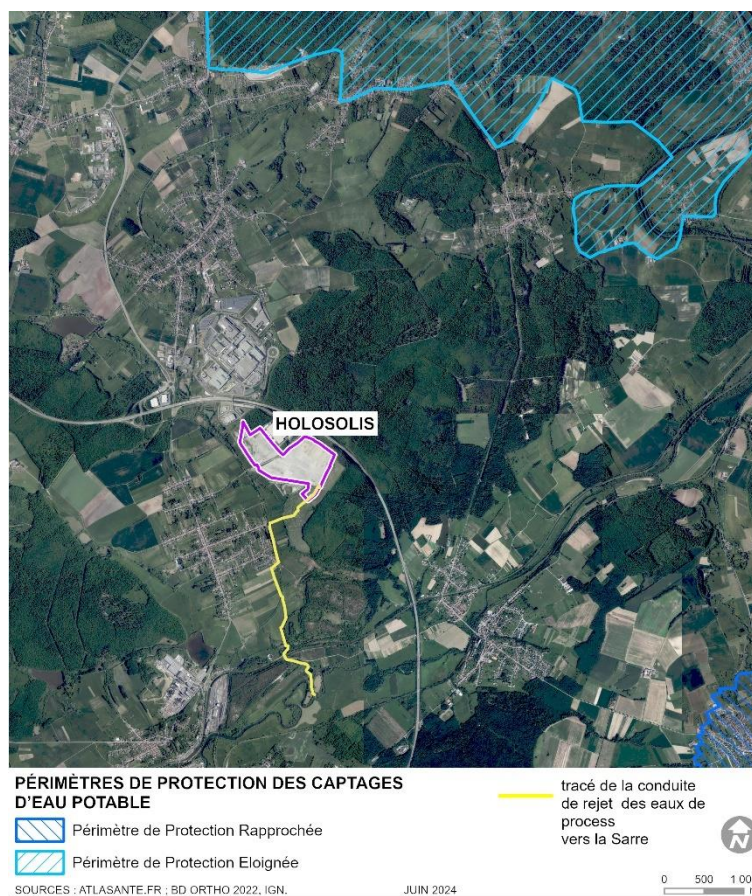 HOLOSOLIS
PÉRIMÈTRES DE PROTECTION DES CAPTAGES
D'EAU POTABLE
Périmètre de Protection Rapprochée
Périmètre de Protection Eloignée
SOURCES : ATLASANTE.FR ; BD ORTHO 2022, IGN.
JUIN 2024
tracé de la conduite
de rejet des eaux de
process
vers la Sarre
N
0 500 1 00